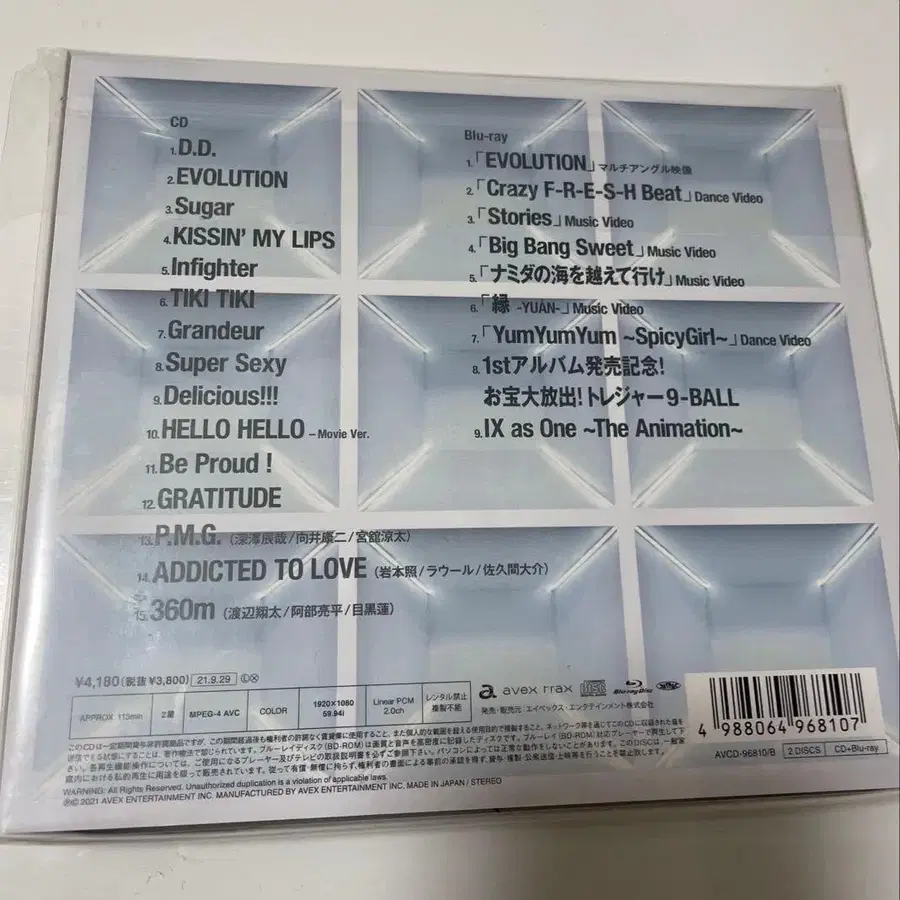 CD
1.D.D.
2.EVOLUTION
3.Sugar
4.KISSIN' MY LIPS
5.Infighter
6.TIKI TIKI
7.Grandeur
8.Super Sexy
9.Delicious!!!
10.HELLO HELLO –Movie Ver.
11.Be Proud !
12.GRATITUDE
13.P.M.G.(深澤辰哉/向井康二/宮舘涼太)
14.ADDICTED TO LOVE(岩本照/ラウール/佐久間大介)
15.360m(渡辺翔太/阿部亮平/目黒蓮)
Blu-ray
1.「EVOLUTION」マルチアングル映像
2.「Crazy F-R-E-S-H Beat」Dance Video
3.「Stories」Music Video
4.「Big Bang Sweet」Music Video
5.「ナミダの海を越えて行け」Music Video
6.「縁 -YUÁN-」Music Video
7.「YumYumYum ~SpicyGirl~」Dance Video
8.1stアルバム発売記念!
お宝大放出!トレジャー9-BALL
9.IX as One ~The Animation~
¥4,180(税抜¥3,800) 21.9.29 Ⓛ
APPROX 113min 2層 MPEG-4 AVC COLOR 1920×1080 59.94i Linear PCM 2.0ch レンタル禁止 複製不能
a avex trax disc Blu-ray Disc
発売・販売元 エイベックス・エンタテインメント株式会社
4 988064 968107
AVCD-96810/B 2 DISCS CD+Blu-ray
WARNING: All Rights Reserved. Unauthorized duplication is a violation of applicable laws.
ⓅⒸ 2021 AVEX ENTERTAINMENT INC. MANUFACTURED BY AVEX ENTERTAINMENT INC. MADE IN JAPAN / STEREO